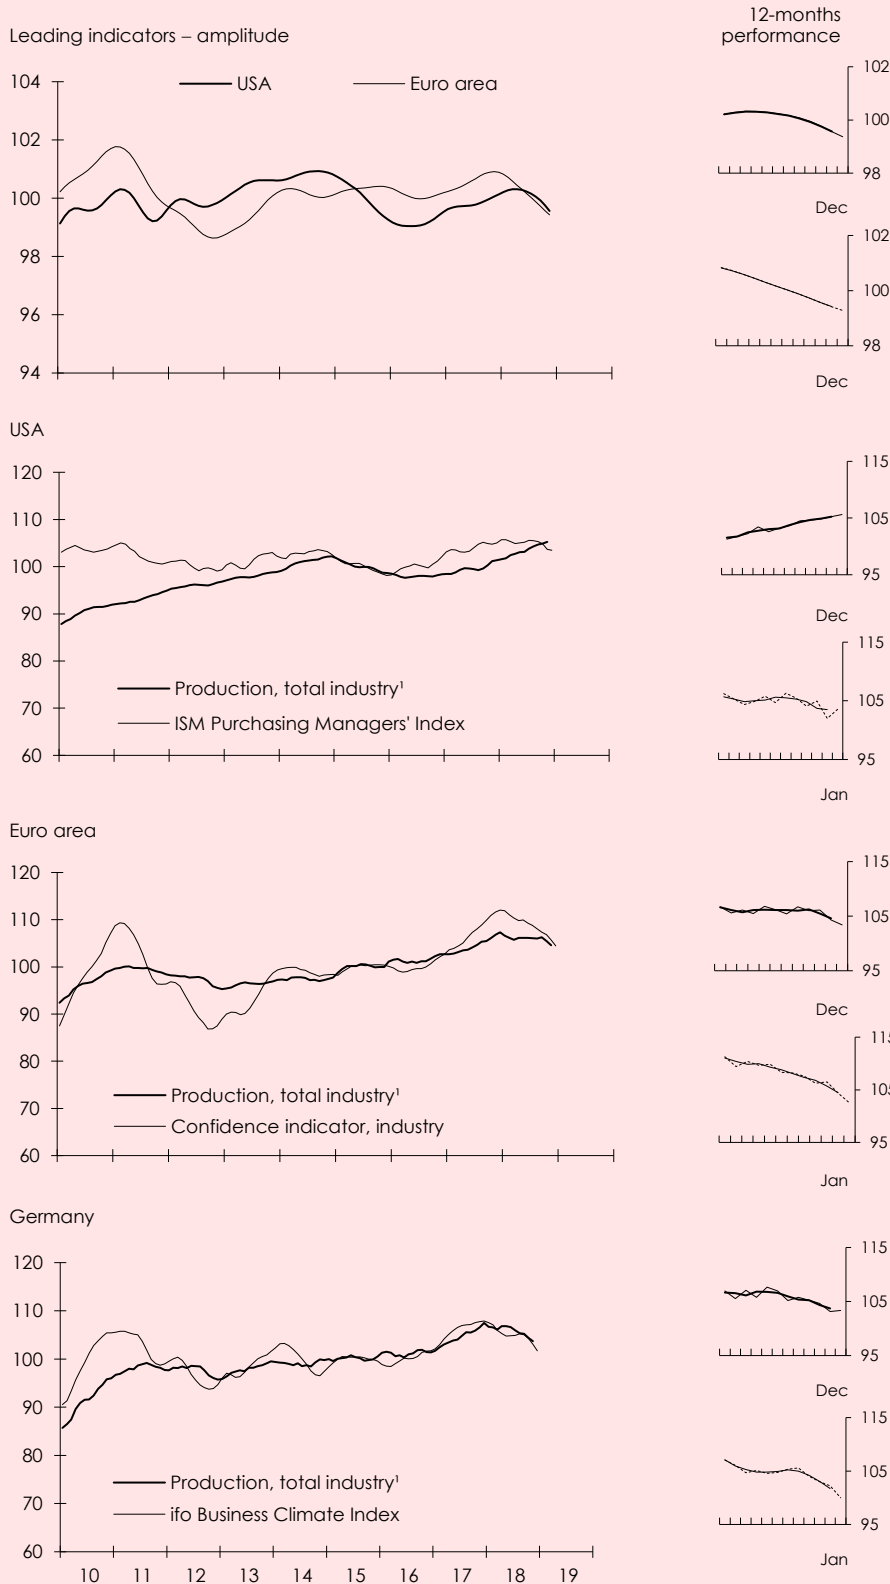 12-months
performance
Leading indicators – amplitude
104
102
100
98
96
94
USA
Euro area
102
100
98
Dec
102
100
98
Dec
USA
120
110
100
90
80
70
60
Production, total industry¹
ISM Purchasing Managers' Index
115
105
95
Dec
115
105
95
Jan
Euro area
120
110
100
90
80
70
60
Production, total industry¹
Confidence indicator, industry
115
105
95
Dec
115
105
95
Jan
Germany
120
110
100
90
80
70
60
Production, total industry¹
ifo Business Climate Index
10 11 12 13 14 15 16 17 18 19
115
105
95
Dec
115
105
95
Jan